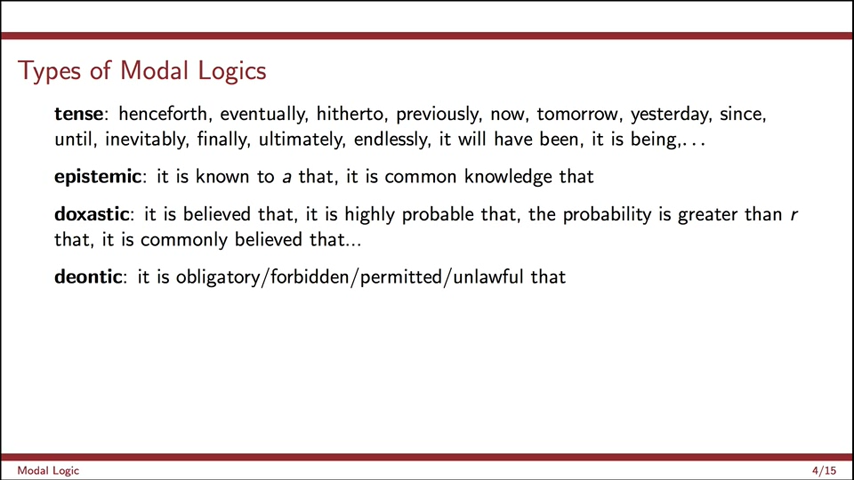 Types of Modal Logics
tense: henceforth, eventually, hitherto, previously, now, tomorrow, yesterday, since,
until, inevitably, finally, ultimately, endlessly, it will have been, it is being,...
epistemic: it is known to a that, it is common knowledge that
doxastic: it is believed that, it is highly probable that, the probability is greater than r
that, it is commonly believed that...
deontic: it is obligatory/forbidden/permitted/unlawful that
Modal Logic
4/15